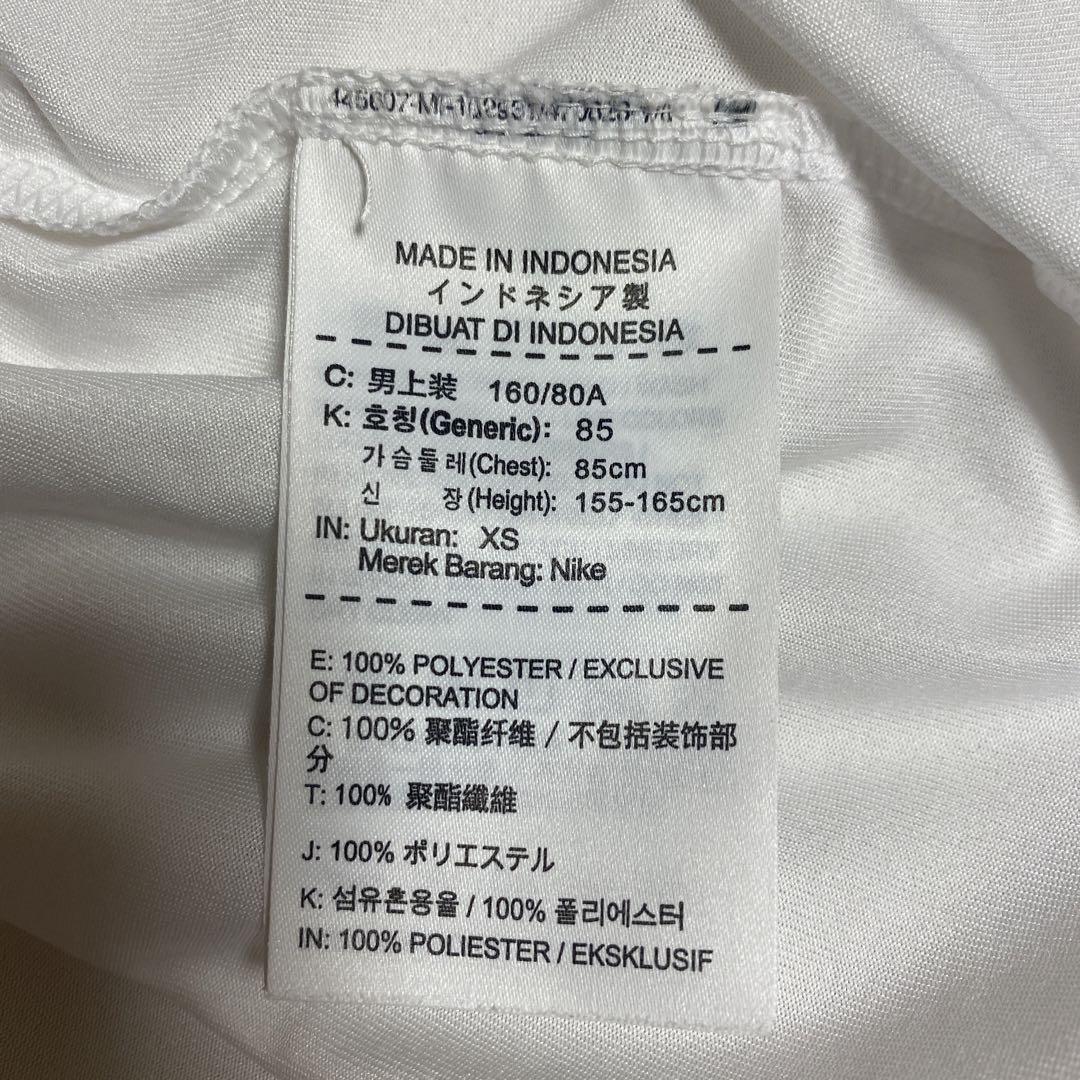 MADE IN INDONESIA
インドネシア製
DIBUAT DI INDONESIA
C: 男上装 160/80A
K: 호칭(Generic): 85
가슴둘레(Chest): 85cm
신 장(Height): 155-165cm
IN: Ukuran: XS
Merek Barang: Nike
E: 100% POLYESTER / EXCLUSIVE
OF DECORATION
C: 100% 聚酯纤维 / 不包括装饰部
分
T: 100% 聚酯纖維
J: 100% ポリエステル
K: 섬유혼용율 / 100% 폴리에스터
IN: 100% POLIESTER / EKSKLUSIF